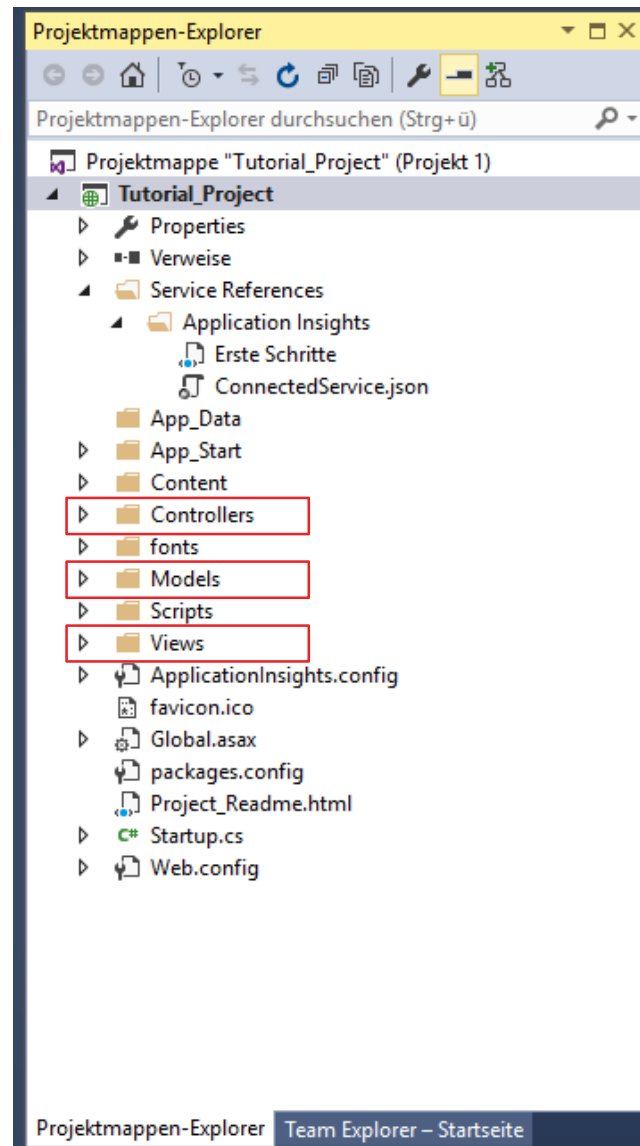 Projektmappen-Explorer
Projektmappen-Explorer durchsuchen (Strg+ü)
Projektmappe "Tutorial_Project" (Projekt 1)
Tutorial_Project
Properties
Verweise
Service References
Application Insights
Erste Schritte
ConnectedService.json
App_Data
App_Start
Content
Controllers
fonts
Models
Scripts
Views
ApplicationInsights.config
favicon.ico
Global.asax
packages.config
Project_Readme.html
C# Startup.cs
Web.config
Projektmappen-Explorer Team Explorer – Startseite